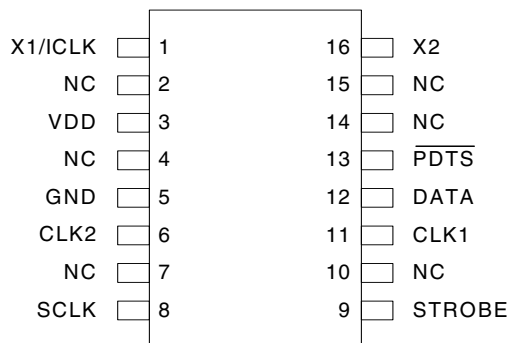 X1/ICLK 1 16 X2
NC 2 15 NC
VDD 3 14 NC
NC 4 13 PDTS
GND 5 12 DATA
CLK2 6 11 CLK1
NC 7 10 NC
SCLK 8 9 STROBE